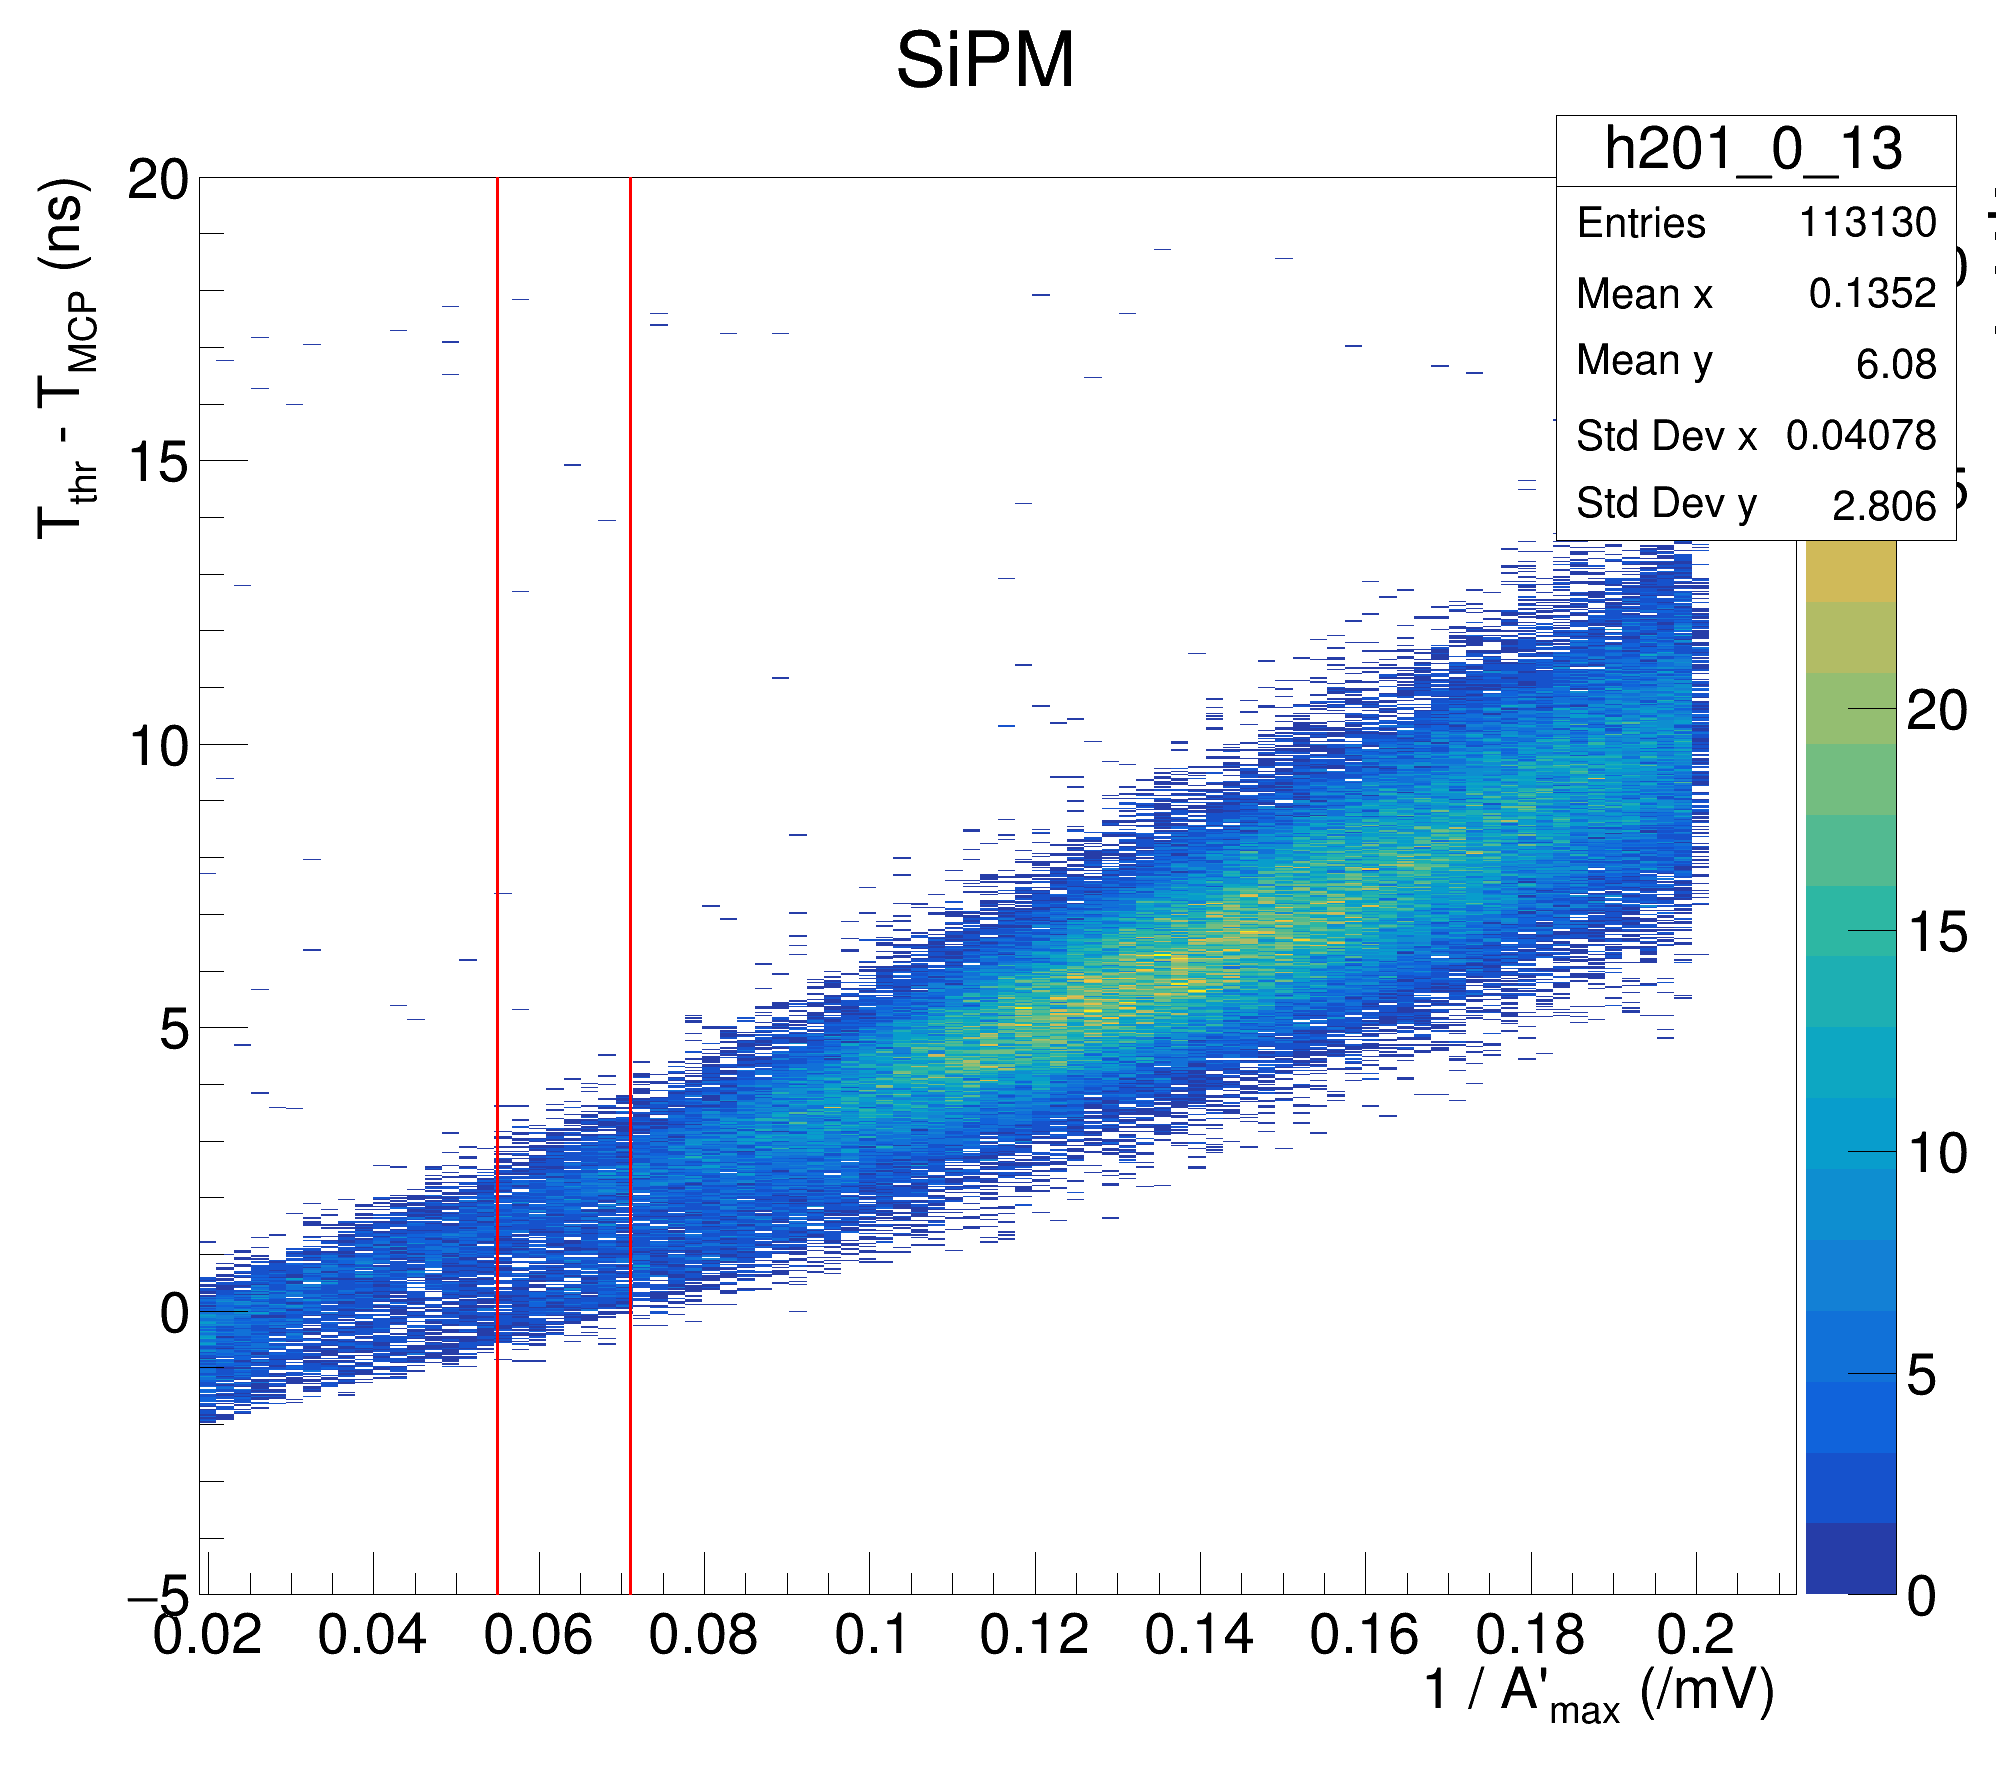 SiPM
h201_0_13
Entries 113130
Mean x 0.1352
Mean y 6.08
Std Dev x 0.04078
Std Dev y 2.806
T_thr - T_MCP (ns)
20
15
10
5
0
−5
0.02 0.04 0.06 0.08 0.1 0.12 0.14 0.16 0.18 0.2
1 / A'_max (/mV)
20
15
10
5
0